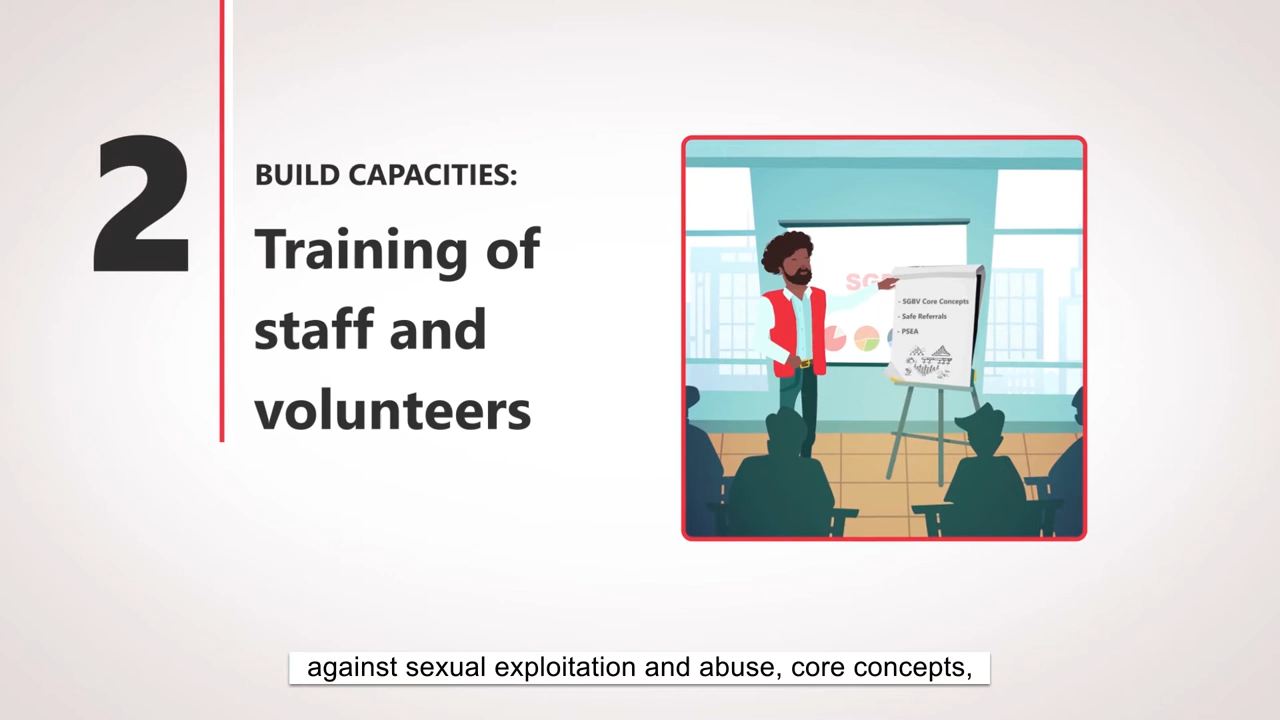 2
BUILD CAPACITIES:
Training of
staff and
volunteers
SG
- SGBV Core Concepts
- Safe Referrals
- PSEA
against sexual exploitation and abuse, core concepts,